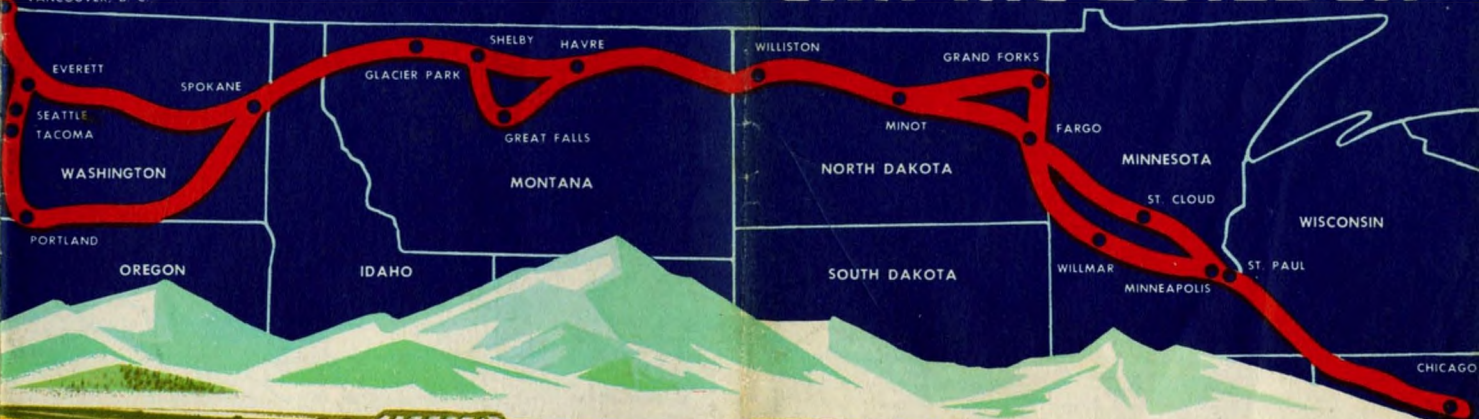 VANCOUVER, B. C.
EVERETT
SEATTLE
TACOMA
SPOKANE
WASHINGTON
PORTLAND
OREGON
IDAHO
GLACIER PARK
SHELBY
HAVRE
GREAT FALLS
MONTANA
WILLISTON
MINOT
GRAND FORKS
FARGO
NORTH DAKOTA
SOUTH DAKOTA
MINNESOTA
ST. CLOUD
WILLMAR
MINNEAPOLIS
ST. PAUL
WISCONSIN
CHICAGO